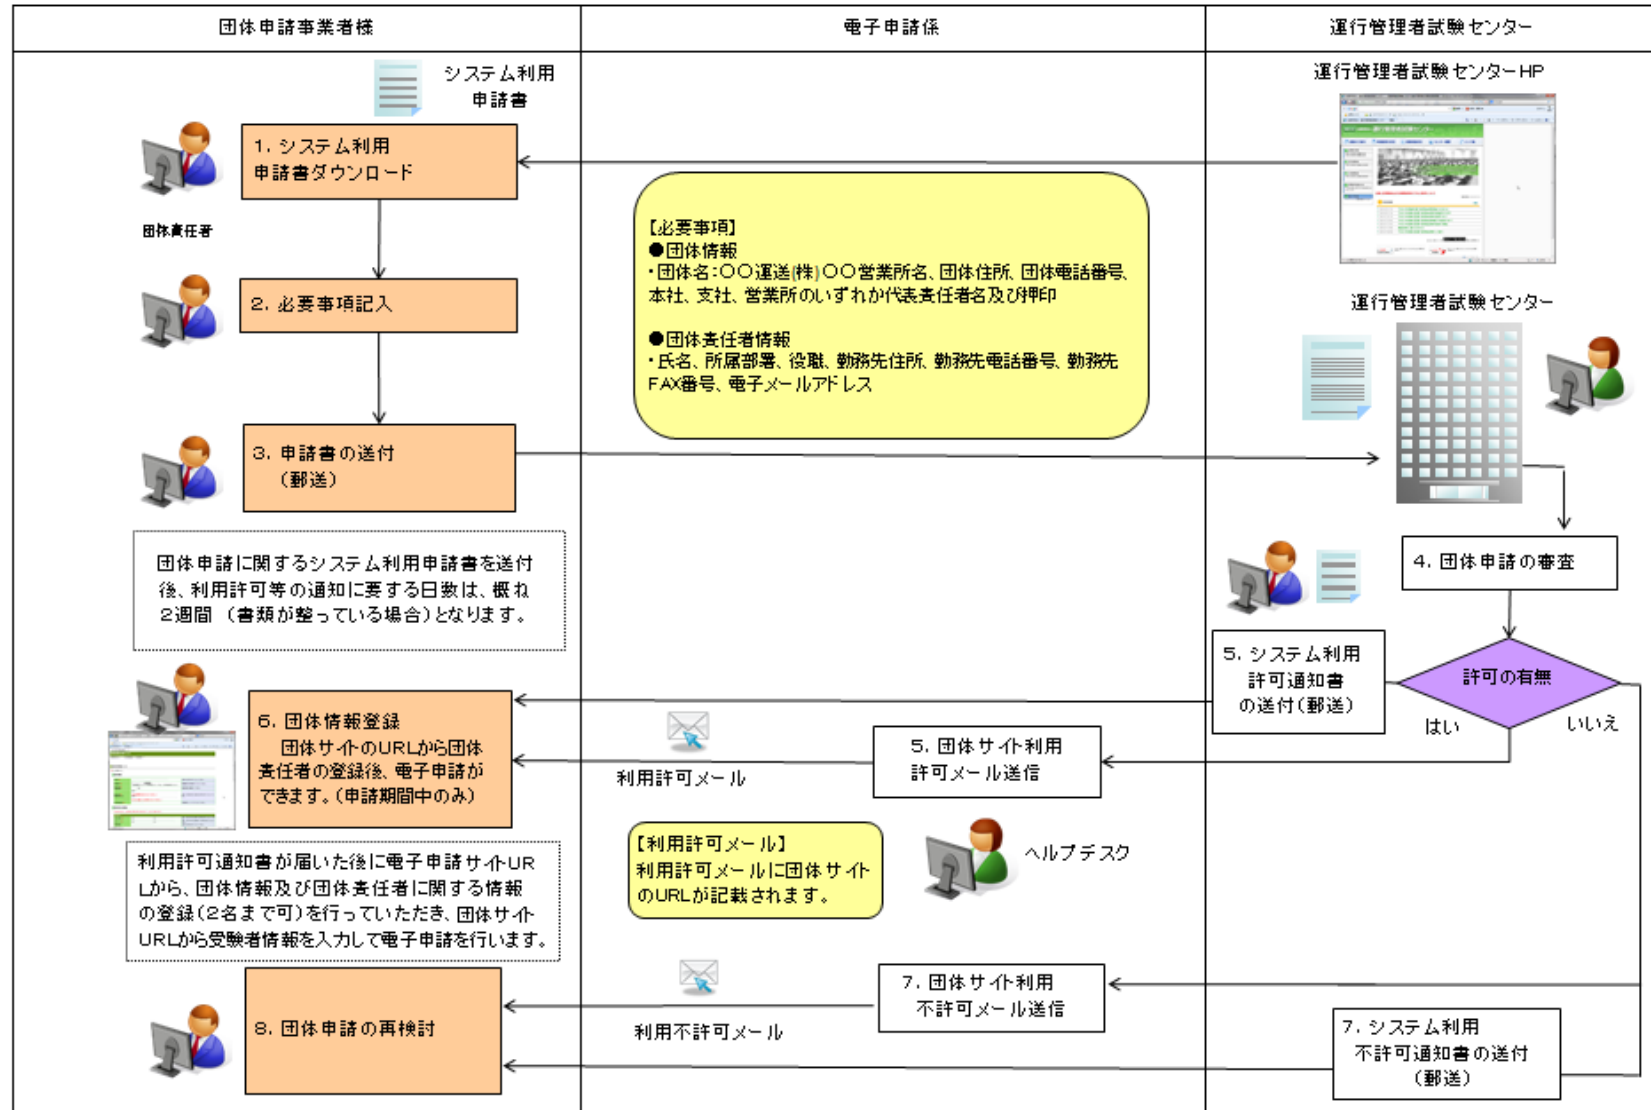 団体申請事業者様
電子申請係
運行管理者試験センター
システム利用
申請書
運行管理者試験センターHP
1. システム利用
申請書ダウンロード
団体責任者
【必要事項】
●団体情報
・団体名：〇〇運送(株)〇〇営業所名、団体住所、団体電話番号、
本社、支社、営業所のいずれか代表責任者名及び押印
●団体責任者情報
・氏名、所属部署、役職、勤務先住所、勤務先電話番号、勤務先
FAX番号、電子メールアドレス
2. 必要事項記入
運行管理者試験センター
3. 申請書の送付
(郵送)
団体申請に関するシステム利用申請書を送付
後、利用許可等の通知に要する日数は、概ね
2週間 (書類が整っている場合)となります。
4. 団体申請の審査
許可の有無
はい
いいえ
5. システム利用
許可通知書
の送付(郵送)
5. 団体サイト利用
許可メール送信
利用許可メール
6. 団体情報登録
団体サイトのURLから団体
責任者の登録後、電子申請が
できます。(申請期間中のみ)
【利用許可メール】
利用許可メールに団体サイト
のURLが記載されます。
ヘルプデスク
利用許可通知書が届いた後に電子申請サイトUR
Lから、団体情報及び団体責任者に関する情報
の登録(2名まで可)を行っていただき、団体サイト
URLから受験者情報を入力して電子申請を行います。
7. 団体サイト利用
不許可メール送信
利用不許可メール
8. 団体申請の再検討
7. システム利用
不許可通知書の送付
(郵送)